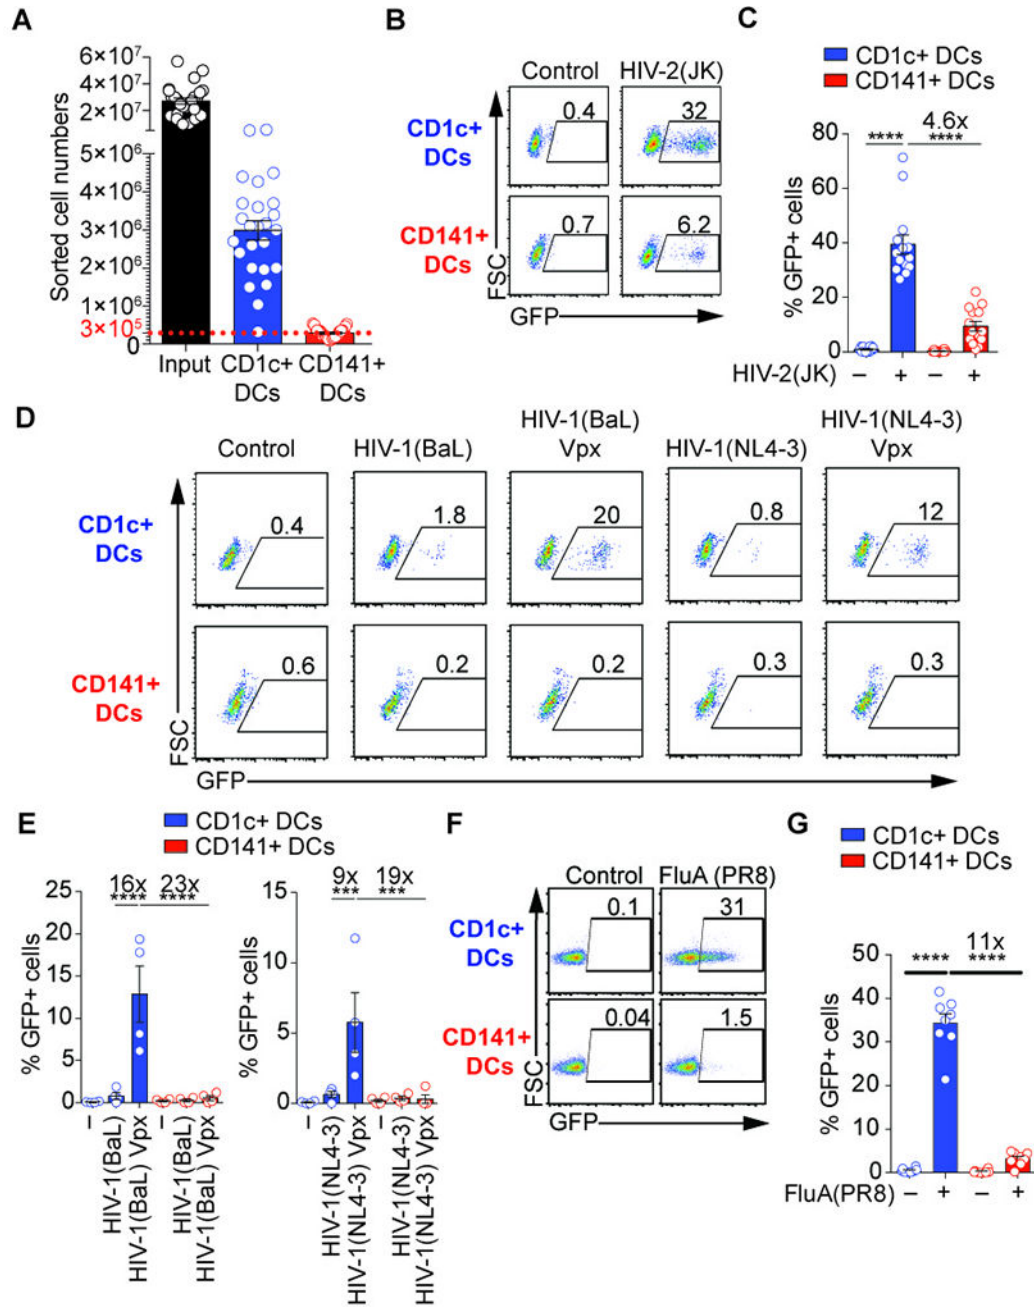 A
6×10⁷
4×10⁷
2×10⁷
5×10⁶
4×10⁶
3×10⁶
2×10⁶
1×10⁶
3×10⁵
0
Sorted cell numbers
Input
CD1c+
DCs
CD141+
DCs
B
Control
HIV-2(JK)
CD1c+
DCs
0.4
32
CD141+
DCs
0.7
6.2
FSC
GFP
C
CD1c+ DCs
CD141+ DCs
4.6x
****
****
80
60
40
20
0
% GFP+ cells
HIV-2(JK)
– + – +
D
Control
HIV-1(BaL)
HIV-1(BaL)
Vpx
HIV-1(NL4-3)
HIV-1(NL4-3)
Vpx
CD1c+
DCs
0.4
1.8
20
0.8
12
CD141+
DCs
0.6
0.2
0.2
0.3
0.3
FSC
GFP
E
CD1c+ DCs
CD141+ DCs
16x
****
23x
****
25
20
15
10
5
0
% GFP+ cells
–
HIV-1(BaL)
HIV-1(BaL) Vpx
–
HIV-1(BaL)
HIV-1(BaL) Vpx
9x
***
19x
***
15
10
5
0
% GFP+ cells
–
HIV-1(NL4-3)
HIV-1(NL4-3) Vpx
–
HIV-1(NL4-3)
HIV-1(NL4-3) Vpx
F
Control
FluA (PR8)
CD1c+
DCs
0.1
31
CD141+
DCs
0.04
1.5
FSC
GFP
G
CD1c+ DCs
CD141+ DCs
11x
****
****
50
40
30
20
10
0
% GFP+ cells
FluA(PR8)
– + – +